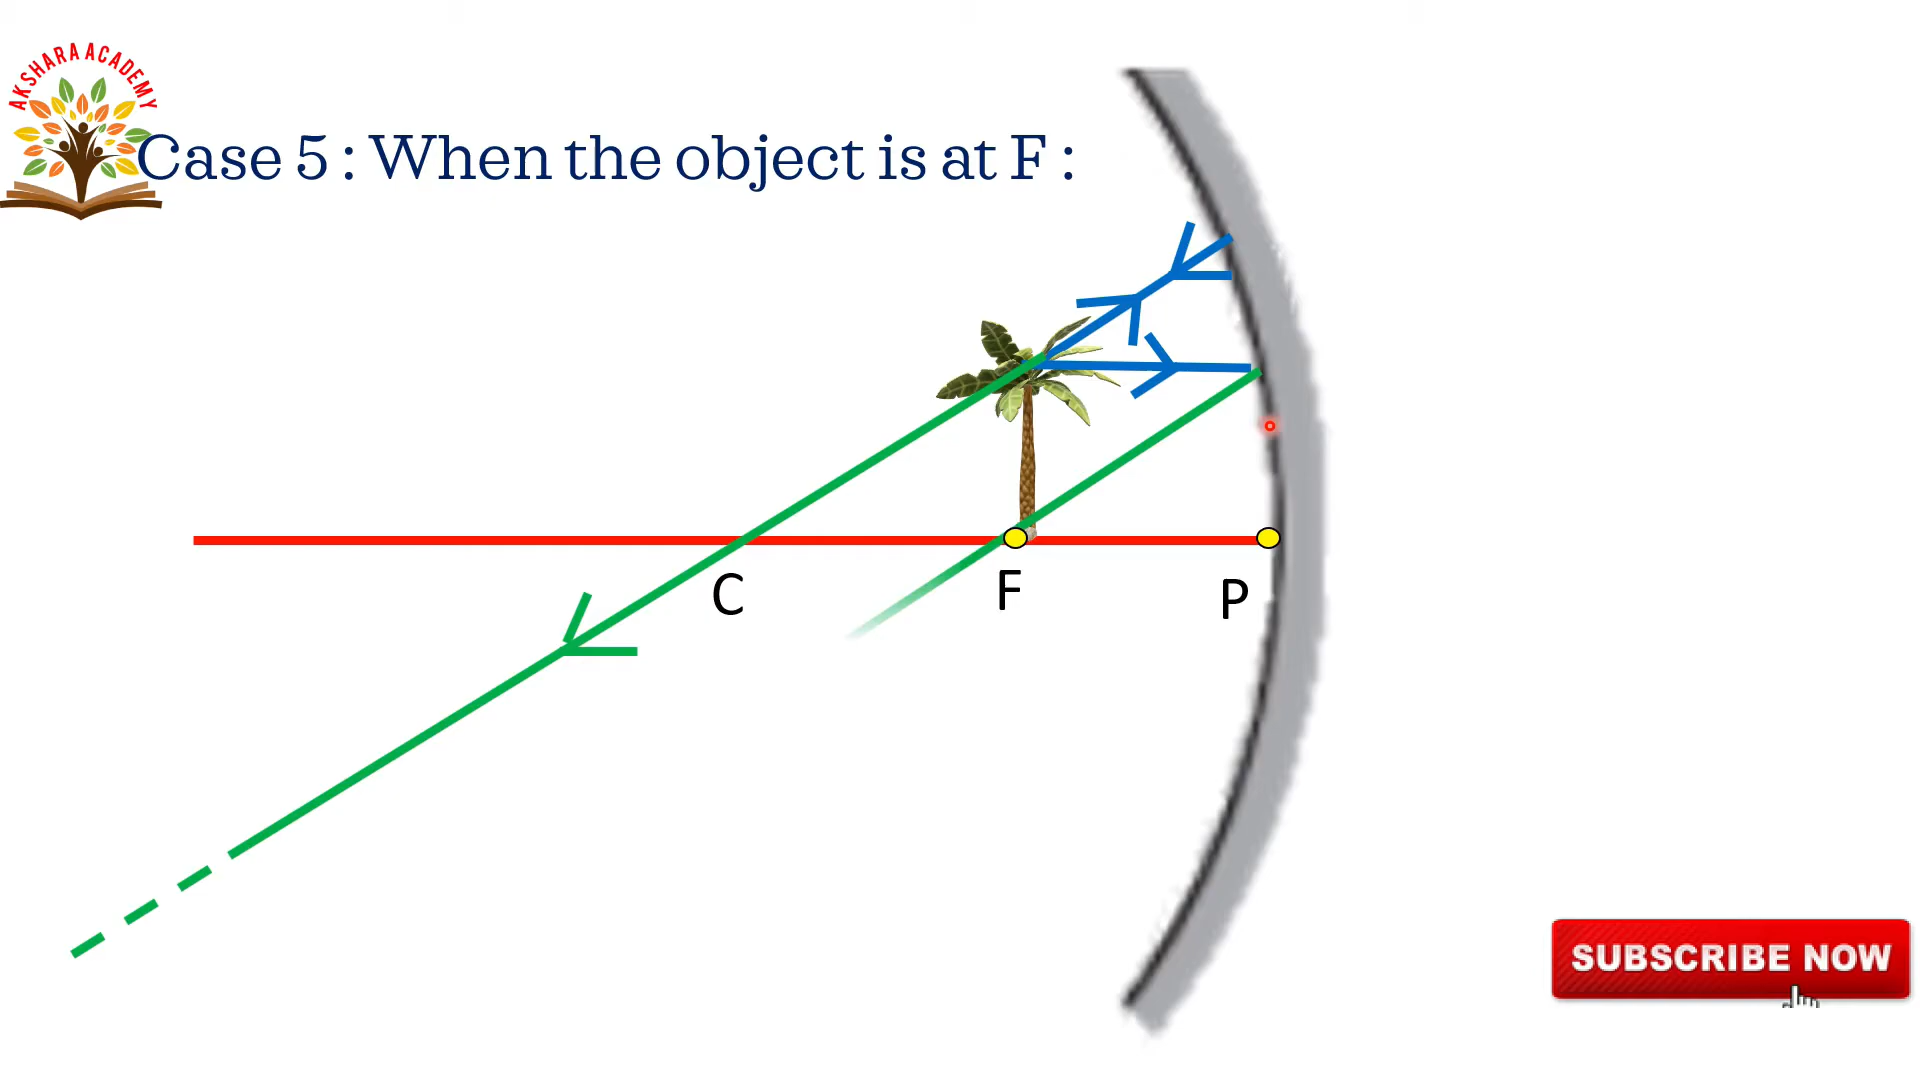 AKSHARA ACADEMY
Case 5 : When the object is at F :
C
F
P
SUBSCRIBE NOW